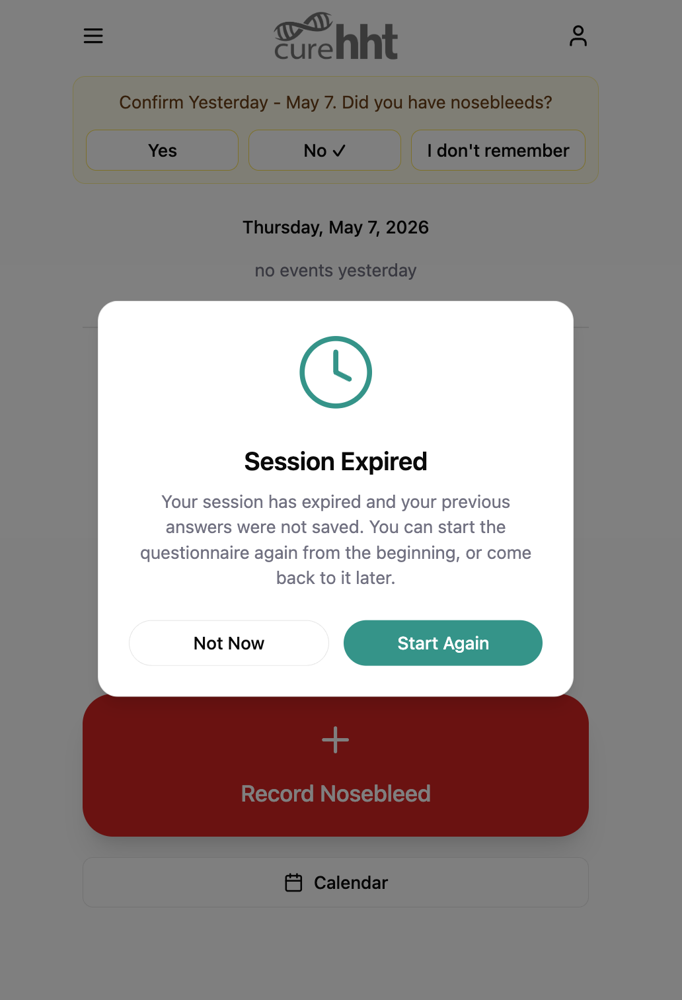 curehht
Confirm Yesterday - May 7. Did you have nosebleeds?
Yes
No ✓
I don't remember
Thursday, May 7, 2026
no events yesterday
Session Expired
Your session has expired and your previous
answers were not saved. You can start the
questionnaire again from the beginning, or come
back to it later.
Not Now
Start Again
Record Nosebleed
Calendar